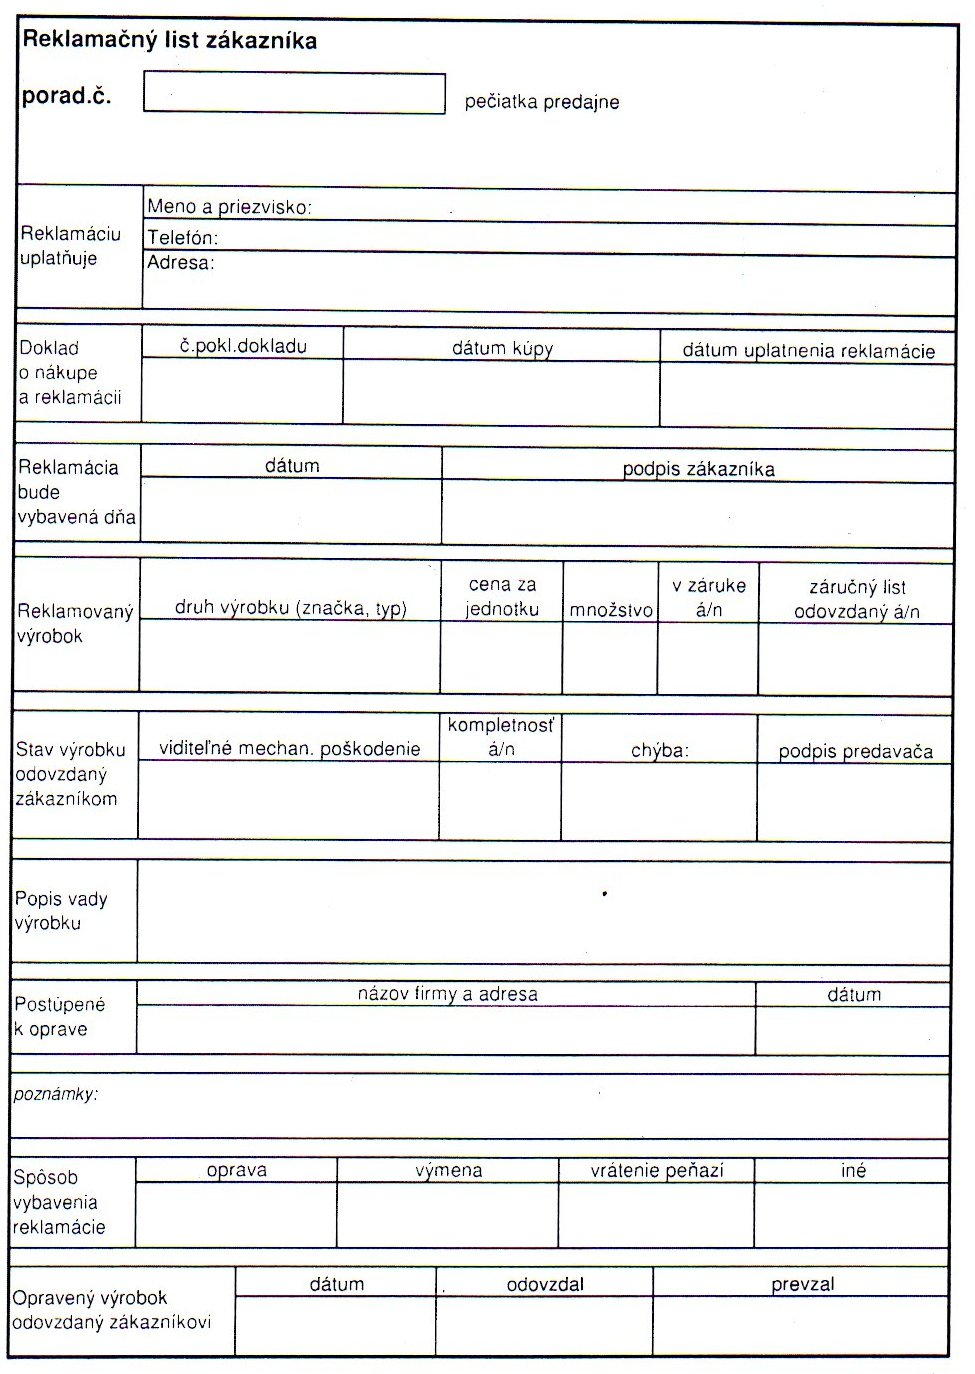 Reklamačný list zákazníka
porad.č.
pečiatka predajne
Reklamáciu
uplatňuje
Meno a priezvisko:
Telefón:
Adresa:
Doklad
o nákupe
a reklamácii
č.pokl.dokladu
dátum kúpy
dátum uplatnenia reklamácie
Reklamácia
bude
vybavená dňa
dátum
podpis zákazníka
Reklamovaný
výrobok
druh výrobku (značka, typ)
cena za
jednotku
množstvo
v záruke
á/n
záručný list
odovzdaný á/n
Stav výrobku
odovzdaný
zákazníkom
viditeľné mechan. poškodenie
kompletnosť
á/n
chýba:
podpis predavača
Popis vady
výrobku
Postúpené
k oprave
názov firmy a adresa
dátum
poznámky:
Spôsob
vybavenia
reklamácie
oprava
výmena
vrátenie peňazí
iné
Opravený výrobok
odovzdaný zákazníkovi
dátum
odovzdal
prevzal